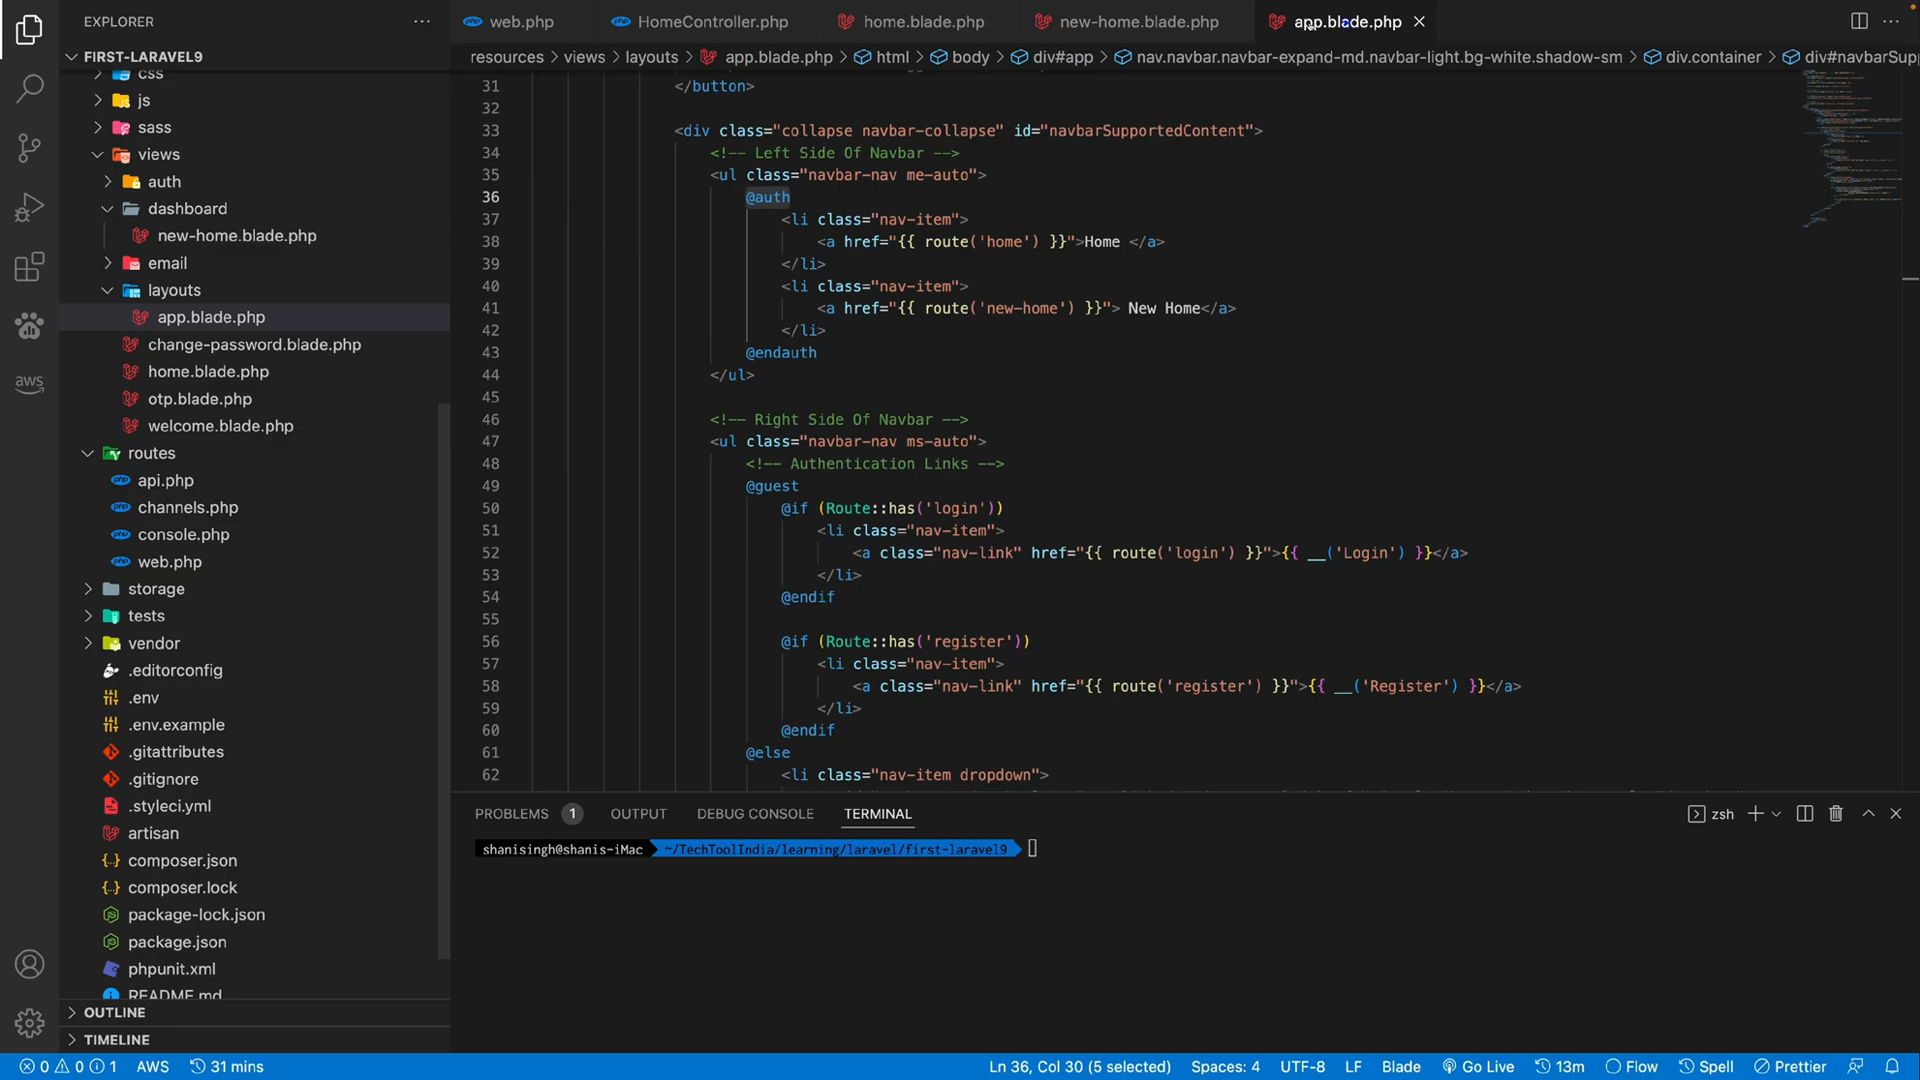 EXPLORER
FIRST-LARAVEL9
css
js
sass
views
auth
dashboard
new-home.blade.php
email
layouts
app.blade.php
change-password.blade.php
home.blade.php
otp.blade.php
welcome.blade.php
routes
api.php
channels.php
console.php
web.php
storage
tests
vendor
.editorconfig
.env
.env.example
.gitattributes
.gitignore
.styleci.yml
artisan
composer.json
composer.lock
package-lock.json
package.json
phpunit.xml
README.md
OUTLINE
TIMELINE
aws
web.php HomeController.php home.blade.php new-home.blade.php app.blade.php
resources > views > layouts > app.blade.php > html > body > div#app > nav.navbar.navbar-expand-md.navbar-light.bg-white.shadow-sm > div.container > div#navbarSup
31 </button>
32
33 <div class="collapse navbar-collapse" id="navbarSupportedContent">
34 <!-- Left Side Of Navbar -->
35 <ul class="navbar-nav me-auto">
36 @auth
37 <li class="nav-item">
38 <a href="{{ route('home') }}">Home </a>
39 </li>
40 <li class="nav-item">
41 <a href="{{ route('new-home') }}"> New Home</a>
42 </li>
43 @endauth
44 </ul>
45
46 <!-- Right Side Of Navbar -->
47 <ul class="navbar-nav ms-auto">
48 <!-- Authentication Links -->
49 @guest
50 @if (Route::has('login'))
51 <li class="nav-item">
52 <a class="nav-link" href="{{ route('login') }}">{{ __('Login') }}</a>
53 </li>
54 @endif
55
56 @if (Route::has('register'))
57 <li class="nav-item">
58 <a class="nav-link" href="{{ route('register') }}">{{ __('Register') }}</a>
59 </li>
60 @endif
61 @else
62 <li class="nav-item dropdown">
PROBLEMS 1 OUTPUT DEBUG CONSOLE TERMINAL zsh
shanisingh@shanis-iMac ~/TechToolIndia/learning/laravel/first-laravel9
0 0 1 AWS 31 mins Ln 36, Col 30 (5 selected) Spaces: 4 UTF-8 LF Blade Go Live 13m Flow Spell Prettier